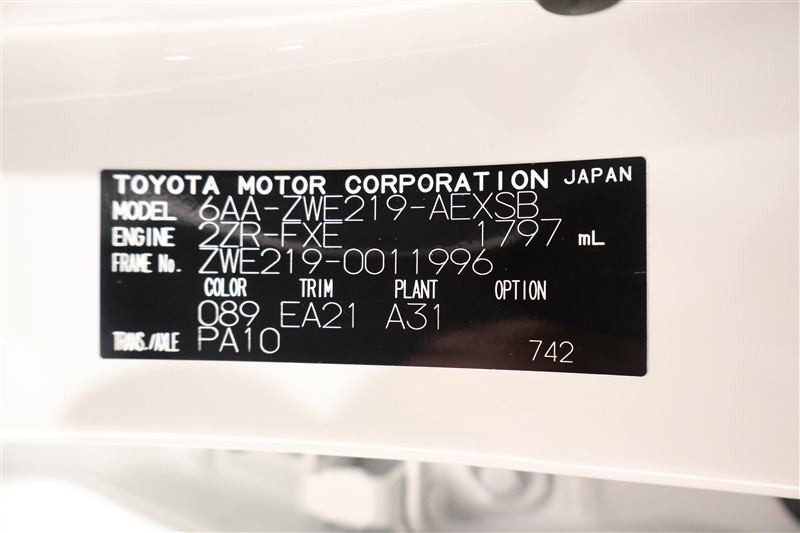 TOYOTA MOTOR CORPORATION JAPAN
MODEL 6AA-ZWE219-AEXSB
ENGINE 2ZR-FXE 1797 mL
FRAME No. ZWE219-0011996
COLOR TRIM PLANT OPTION
089 EA21 A31
TRANS./AXLE PA10
742